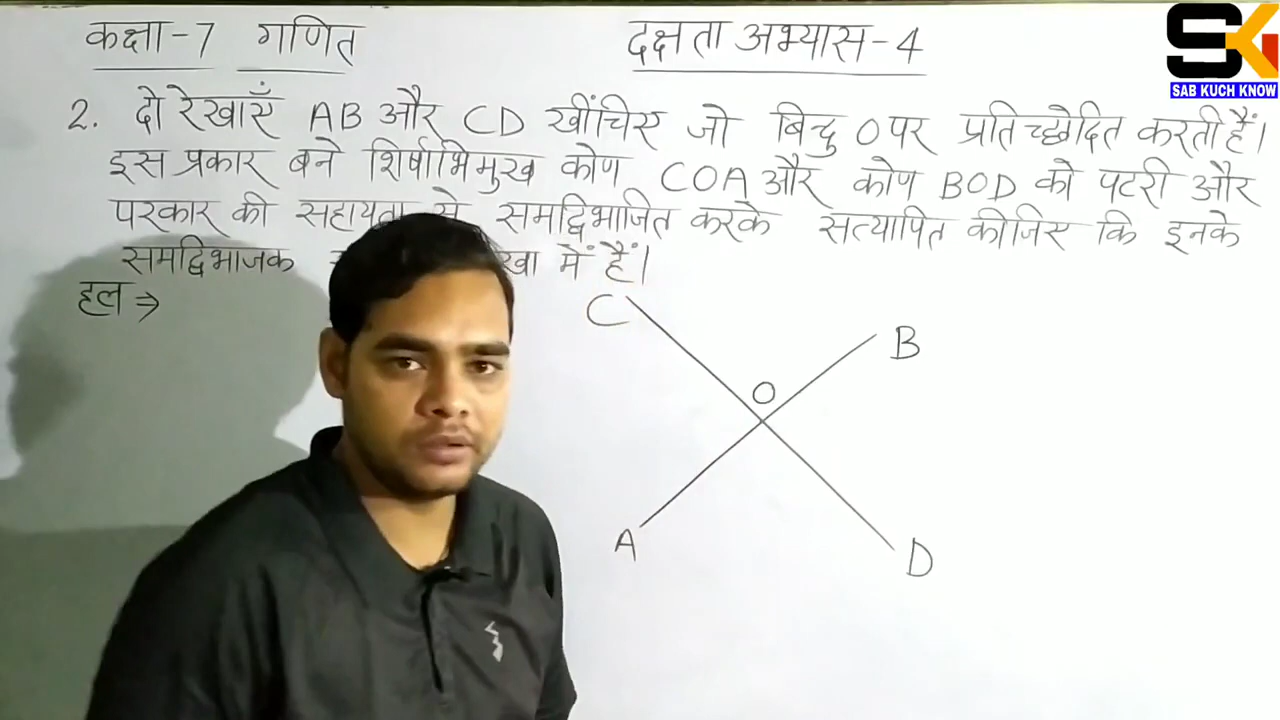 कक्षा-7 गणित
दक्षता अभ्यास-4
SK
SAB KUCH KNOW
2. दो रेखाएँ AB और CD खींचिए जो बिन्दु O पर प्रतिच्छेदित करती हैं।
इस प्रकार बने शिर्षाभिमुख कोण COA और कोण BOD को पटरी और
परकार की सहायता से समद्विभाजित करके सत्यापित कीजिए कि इनके
समद्विभाजक में हैं।
हल ⇒
C
B
O
A
D